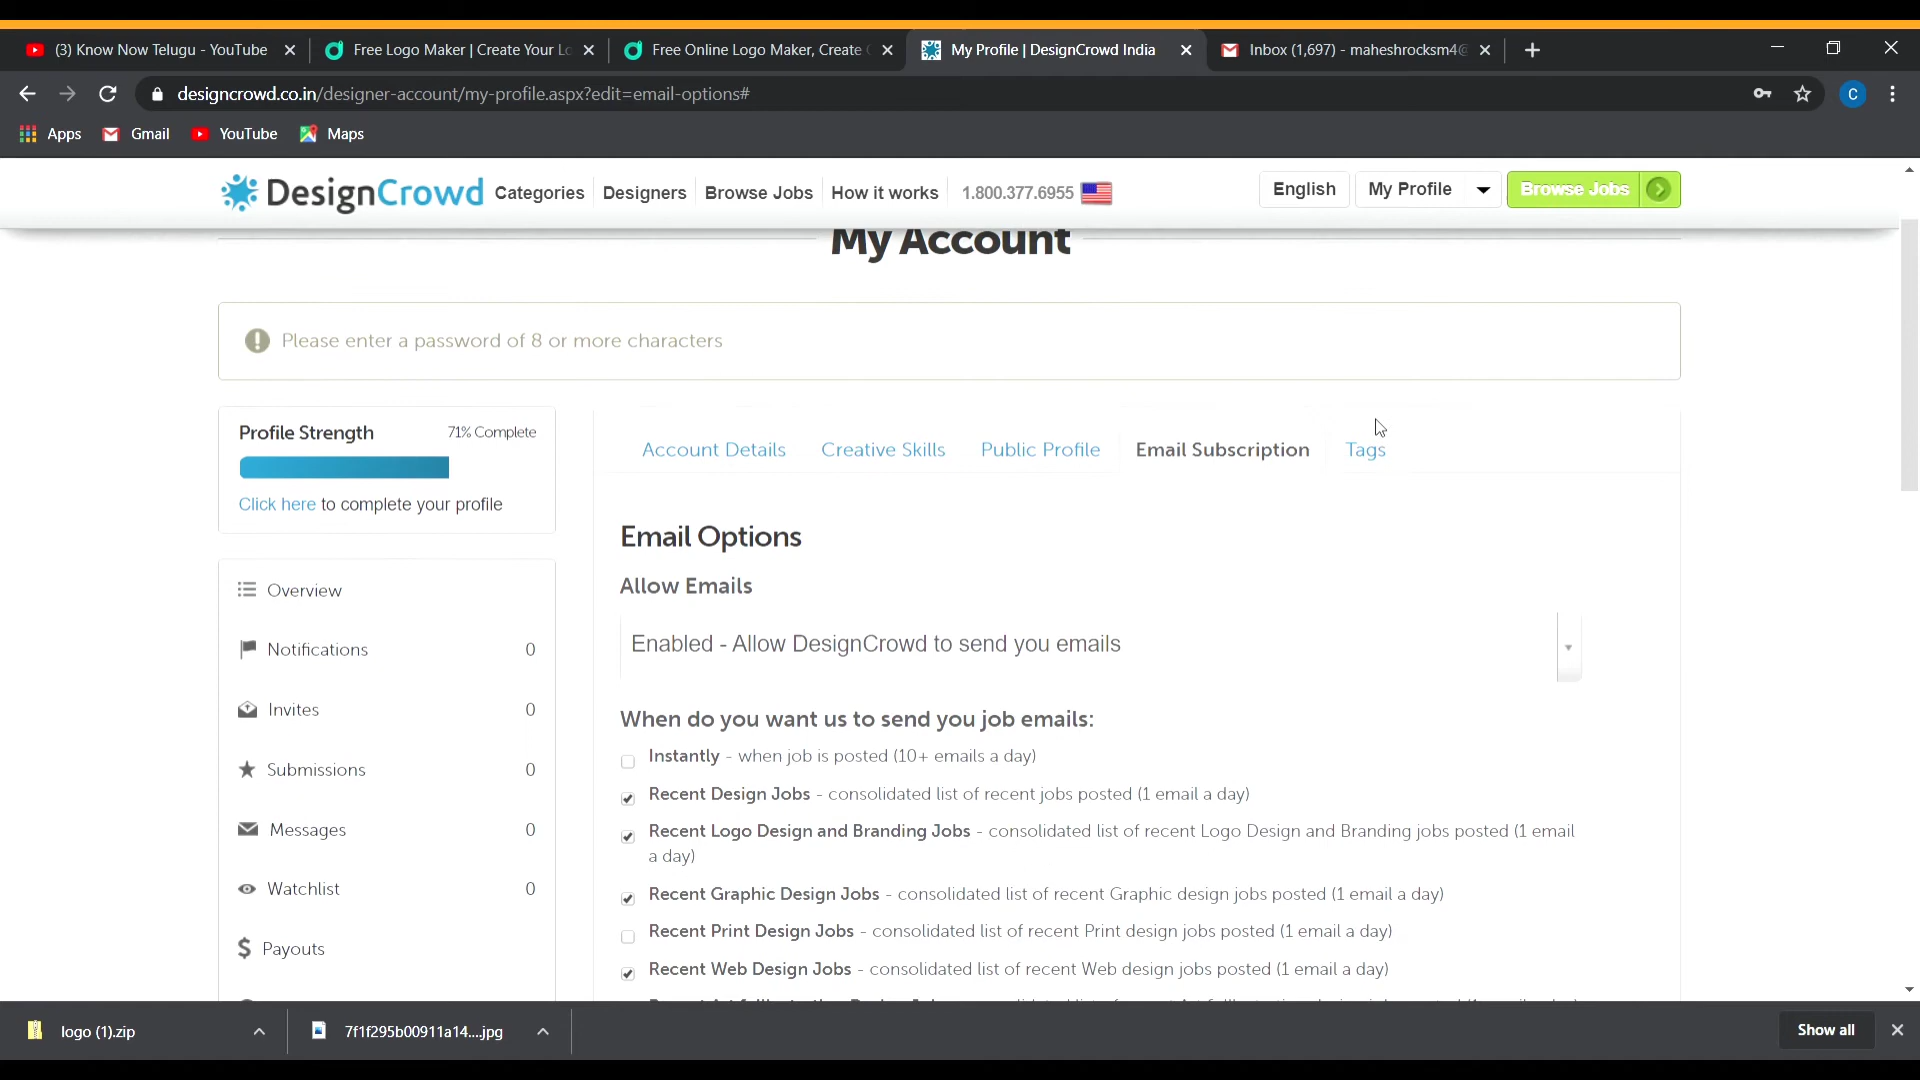 (3) Know Now Telugu - YouTube
Free Logo Maker | Create Your Lo
Free Online Logo Maker, Create
My Profile | DesignCrowd India
Inbox (1,697) - maheshrocksm4@
designcrowd.co.in/designer-account/my-profile.aspx?edit=email-options#
C
Apps
Gmail
YouTube
Maps
DesignCrowd
Categories
Designers
Browse Jobs
How it works
1.800.377.6955
English
My Profile
Browse Jobs
My Account
Please enter a password of 8 or more characters
Profile Strength
71% Complete
Click here to complete your profile
Account Details
Creative Skills
Public Profile
Email Subscription
Tags
Overview
Notifications 0
Invites 0
Submissions 0
Messages 0
Watchlist 0
Payouts
Email Options
Allow Emails
Enabled - Allow DesignCrowd to send you emails
When do you want us to send you job emails:
Instantly - when job is posted (10+ emails a day)
Recent Design Jobs - consolidated list of recent jobs posted (1 email a day)
Recent Logo Design and Branding Jobs - consolidated list of recent Logo Design and Branding jobs posted (1 email
a day)
Recent Graphic Design Jobs - consolidated list of recent Graphic design jobs posted (1 email a day)
Recent Print Design Jobs - consolidated list of recent Print design jobs posted (1 email a day)
Recent Web Design Jobs - consolidated list of recent Web design jobs posted (1 email a day)
logo (1).zip
7f1f295b00911a14....jpg
Show all